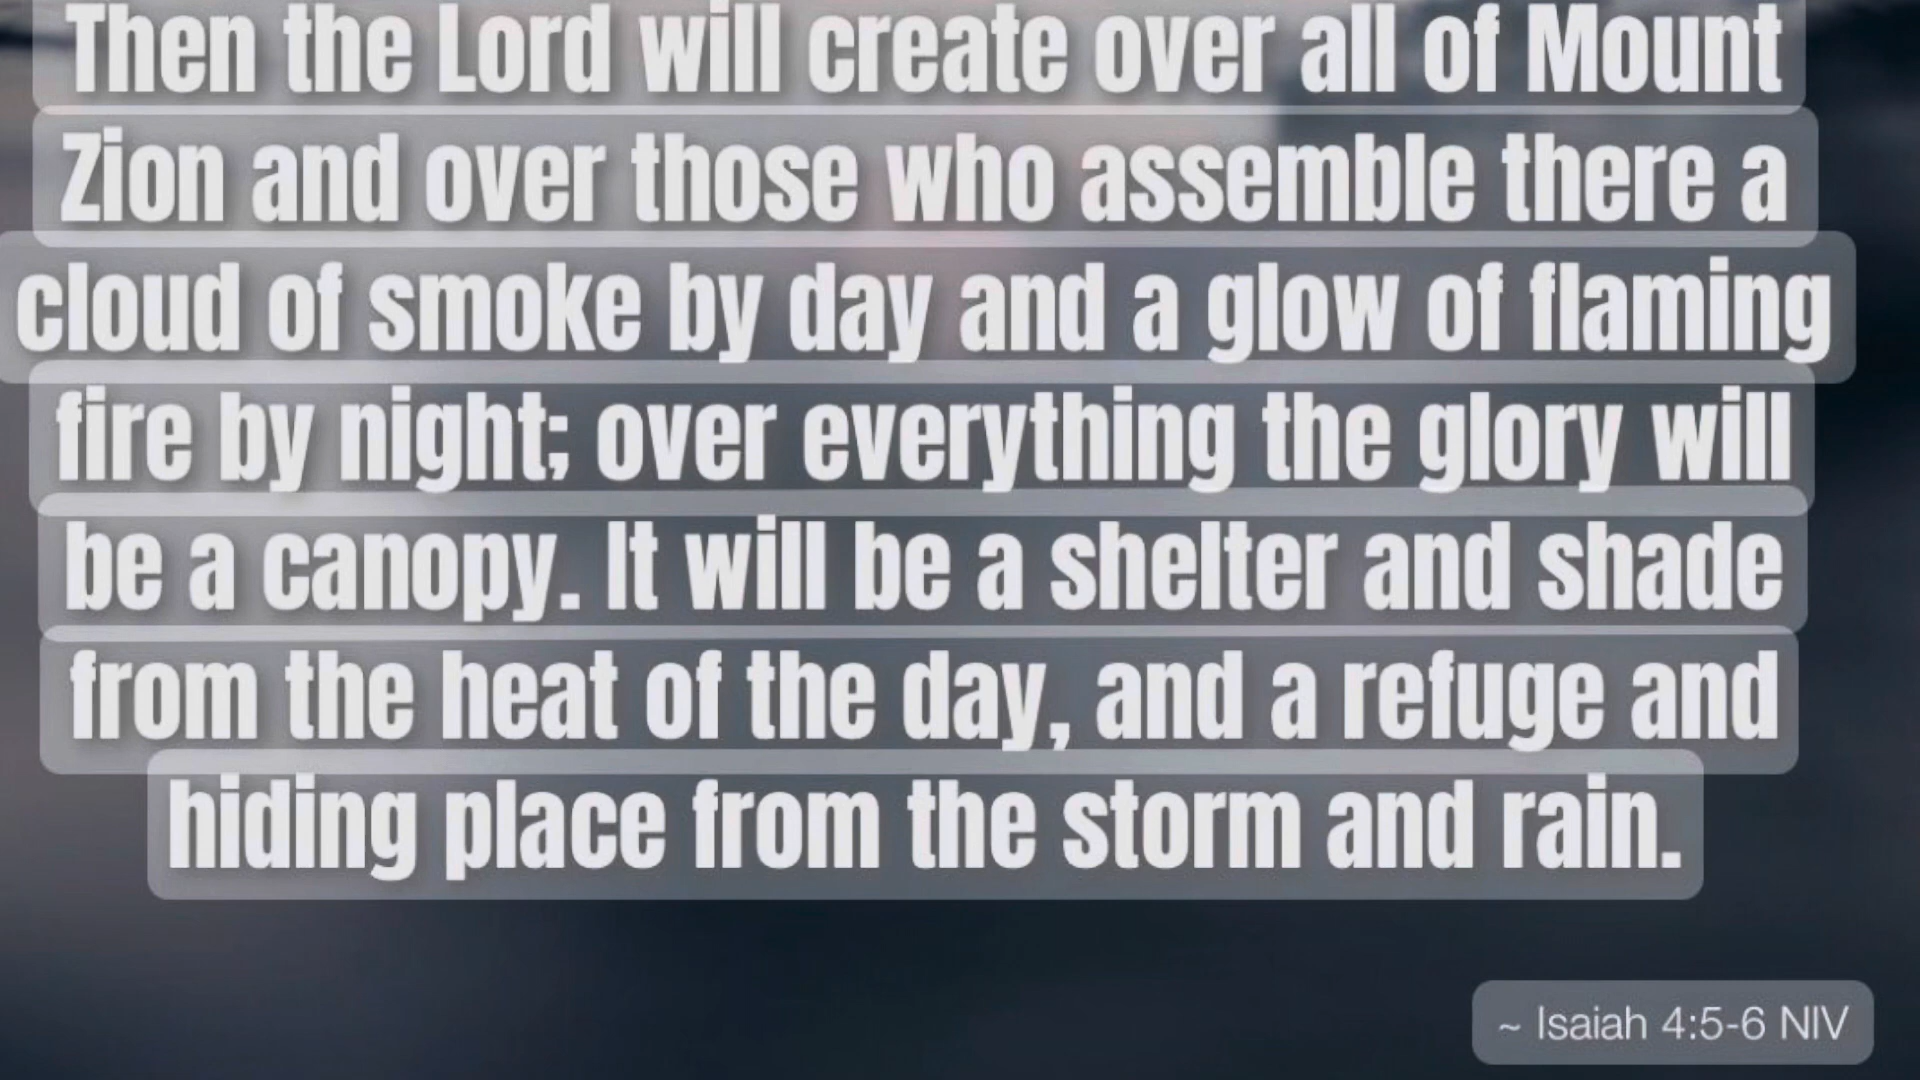 Then the Lord will create over all of Mount
Zion and over those who assemble there a
cloud of smoke by day and a glow of flaming
fire by night; over everything the glory will
be a canopy. It will be a shelter and shade
from the heat of the day, and a refuge and
hiding place from the storm and rain.
~ Isaiah 4:5-6 NIV